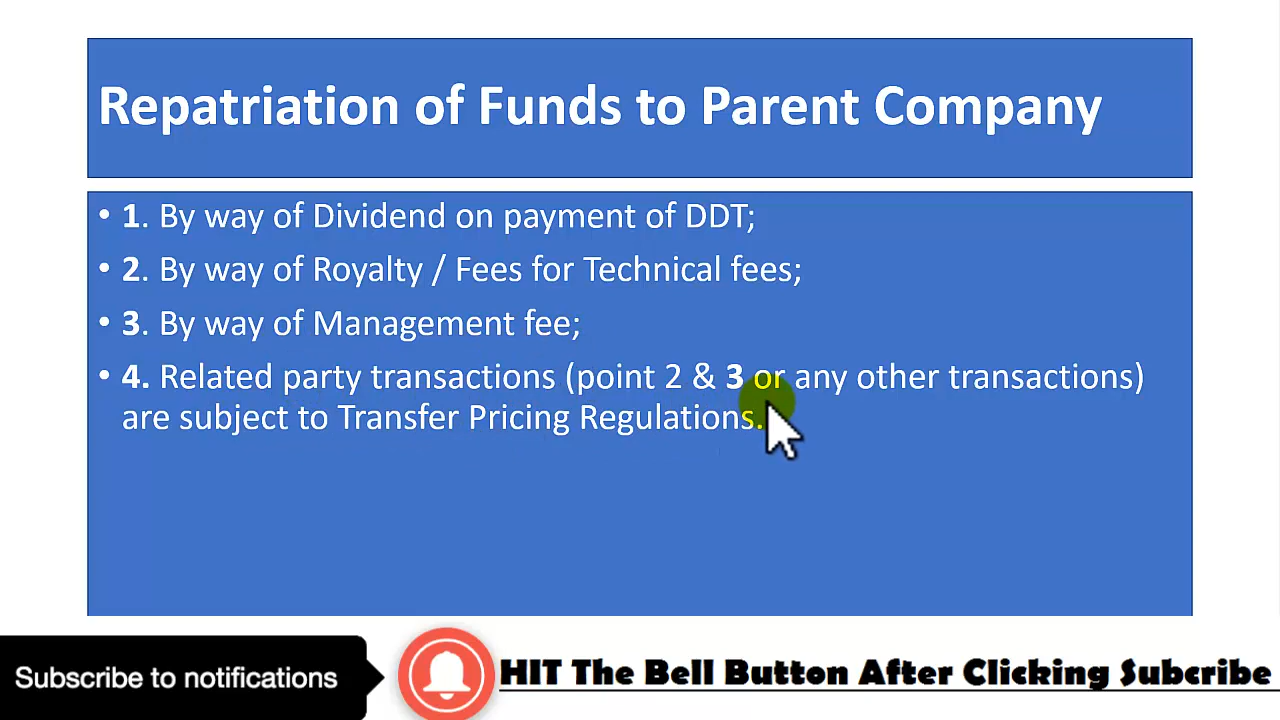 Repatriation of Funds to Parent Company
• 1. By way of Dividend on payment of DDT;
• 2. By way of Royalty / Fees for Technical fees;
• 3. By way of Management fee;
• 4. Related party transactions (point 2 & 3 or any other transactions)
are subject to Transfer Pricing Regulations.
Subscribe to notifications
HIT The Bell Button After Clicking Subcribe